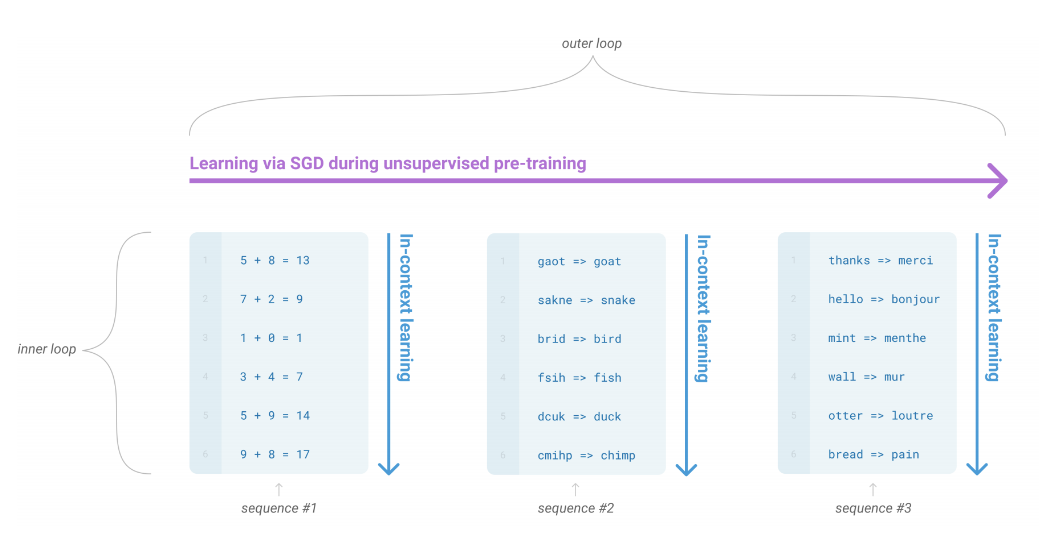 outer loop
Learning via SGD during unsupervised pre-training
inner loop
1 5 + 8 = 13
2 7 + 2 = 9
3 1 + 0 = 1
4 3 + 4 = 7
5 5 + 9 = 14
6 9 + 8 = 17
In-context learning
sequence #1
1 gaot => goat
2 sakne => snake
3 brid => bird
4 fsih => fish
5 dcuk => duck
6 cmihp => chimp
In-context learning
sequence #2
1 thanks => merci
2 hello => bonjour
3 mint => menthe
4 wall => mur
5 otter => loutre
6 bread => pain
In-context learning
sequence #3